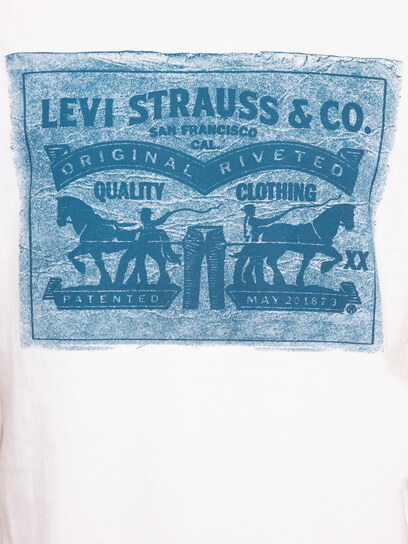 LEVI STRAUSS & CO.
SAN FRANCISCO
CAL.
ORIGINAL RIVETED
QUALITY CLOTHING
XX
PATENTED MAY 20 1873 ®